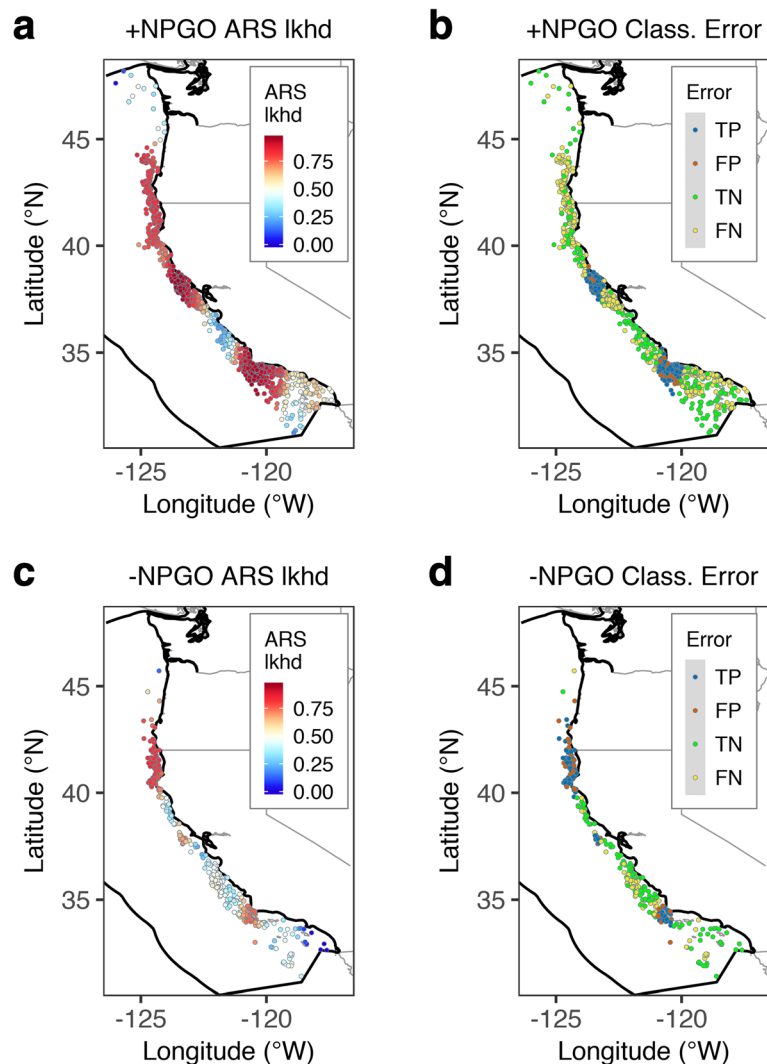 a
+NPGO ARS lkhd
ARS
lkhd
0.75
0.50
0.25
0.00
45
40
35
Latitude (°N)
-125
-120
Longitude (°W)
b
+NPGO Class. Error
Error
TP
FP
TN
FN
45
40
35
Latitude (°N)
-125
-120
Longitude (°W)
c
-NPGO ARS lkhd
ARS
lkhd
0.75
0.50
0.25
0.00
45
40
35
Latitude (°N)
-125
-120
Longitude (°W)
d
-NPGO Class. Error
Error
TP
FP
TN
FN
45
40
35
Latitude (°N)
-125
-120
Longitude (°W)